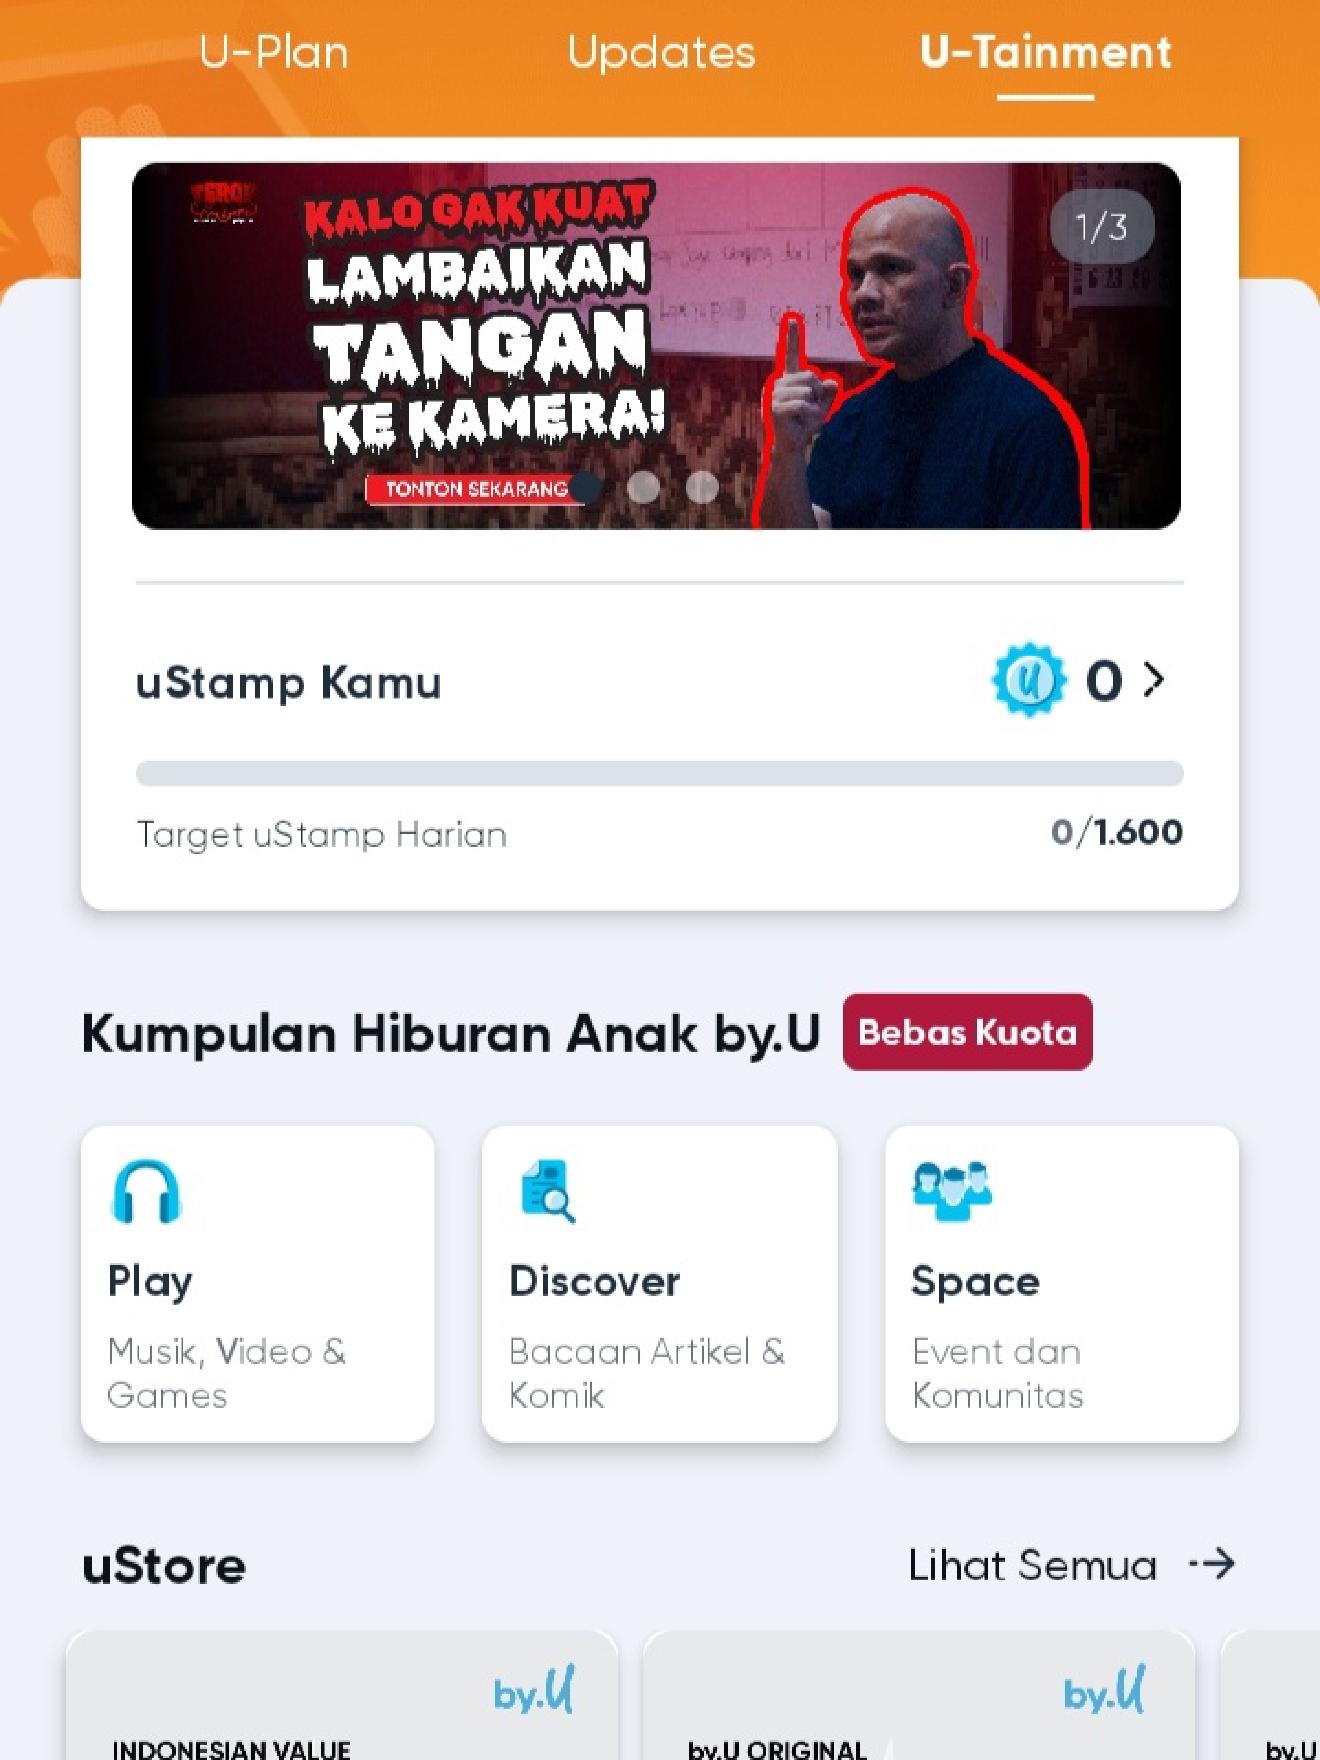 U-Plan
Updates
U-Tainment
KALO GAK KUAT
LAMBAIKAN
TANGAN
KE KAMERA!
TONTON SEKARANG
1/3
uStamp Kamu
0
Target uStamp Harian
0/1.600
Kumpulan Hiburan Anak by.U
Bebas Kuota
Play
Musik, Video &
Games
Discover
Bacaan Artikel &
Komik
Space
Event dan
Komunitas
uStore
Lihat Semua
by.U
INDONESIAN VALUE
by.U
by.U ORIGINAL
by.U